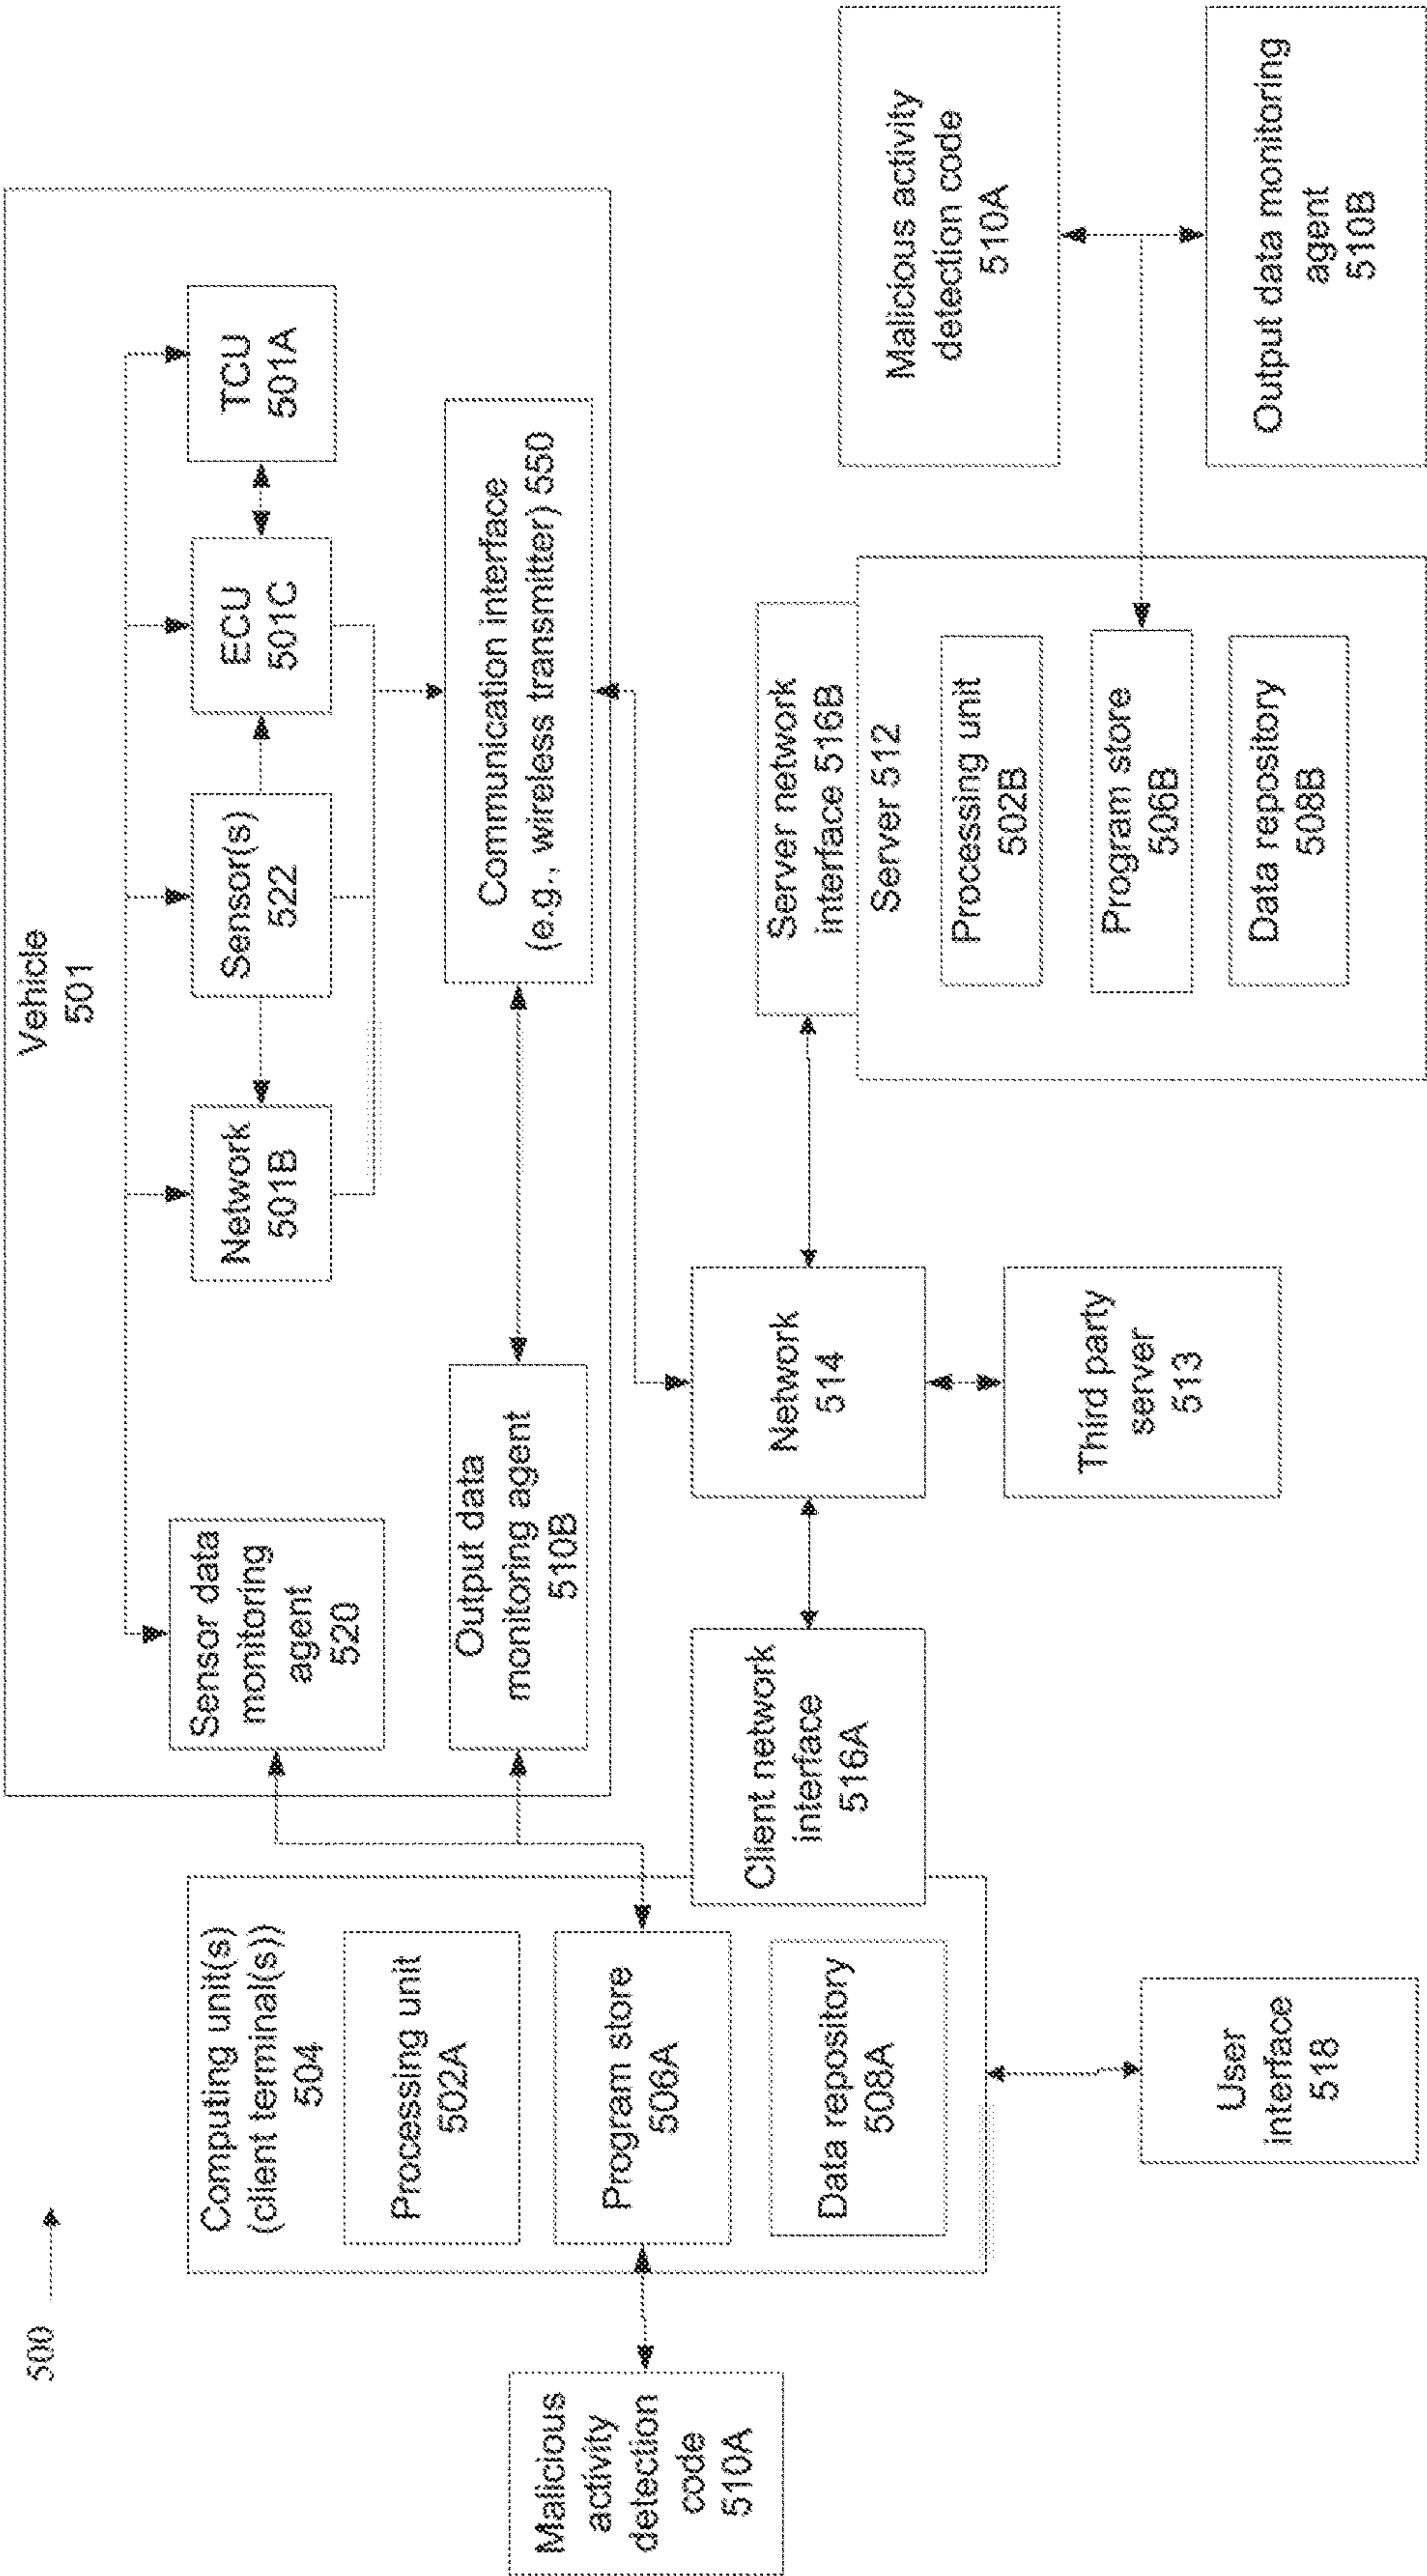 500
Vehicle
501
Sensor data
monitoring
agent
520
Network
501B
Sensor(s)
522
ECU
501C
TCU
501A
Output data
monitoring agent
510B
Communication interface
(e.g., wireless transmitter) 550
Computing unit(s)
(client terminal(s))
504
Processing unit
502A
Program store
506A
Data repository
508A
Malicious
activity
detection
code
510A
Client network
interface
516A
User
interface
518
Network
514
Third party
server
513
Server network
interface 516B
Server 512
Processing unit
502B
Program store
506B
Data repository
508B
Malicious activity
detection code
510A
Output data monitoring
agent
510B